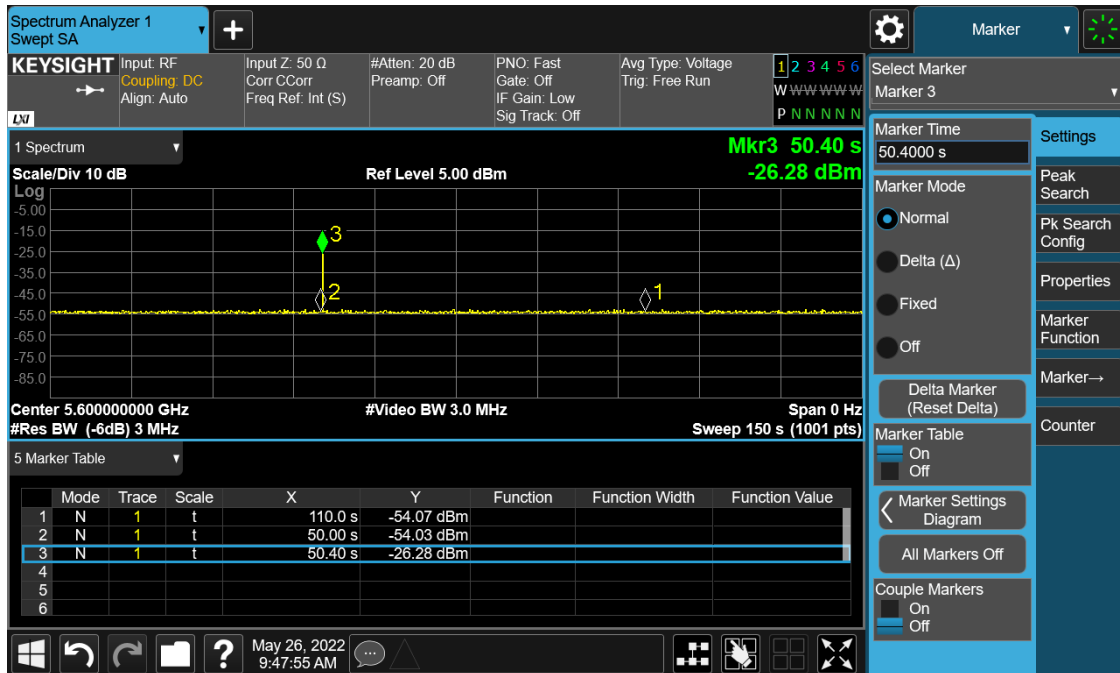 Spectrum Analyzer 1
Swept SA
+
Marker
KEYSIGHT
LXI
Input: RF
Coupling: DC
Align: Auto
Input Z: 50 Ω
Corr CCorr
Freq Ref: Int (S)
#Atten: 20 dB
Preamp: Off
PNO: Fast
Gate: Off
IF Gain: Low
Sig Track: Off
Avg Type: Voltage
Trig: Free Run
1 2 3 4 5 6
W W W W W W
P N N N N N
Select Marker
Marker 3
1 Spectrum
Mkr3 50.40 s
-26.28 dBm
Scale/Div 10 dB
Ref Level 5.00 dBm
Log
-5.00
-15.0
-25.0
-35.0
-45.0
-55.0
-65.0
-75.0
-85.0
3
2
1
Center 5.600000000 GHz
#Video BW 3.0 MHz
Span 0 Hz
#Res BW (-6dB) 3 MHz
Sweep 150 s (1001 pts)
5 Marker Table
Mode Trace Scale X Y Function Function Width Function Value
1 N 1 t 110.0 s -54.07 dBm
2 N 1 t 50.00 s -54.03 dBm
3 N 1 t 50.40 s -26.28 dBm
4
5
6
Marker Time
50.4000 s
Marker Mode
Normal
Delta (Δ)
Fixed
Off
Delta Marker
(Reset Delta)
Marker Table
On
Off
Marker Settings
Diagram
All Markers Off
Couple Markers
On
Off
Settings
Peak
Search
Pk Search
Config
Properties
Marker
Function
Marker→
Counter
?
May 26, 2022
9:47:55 AM